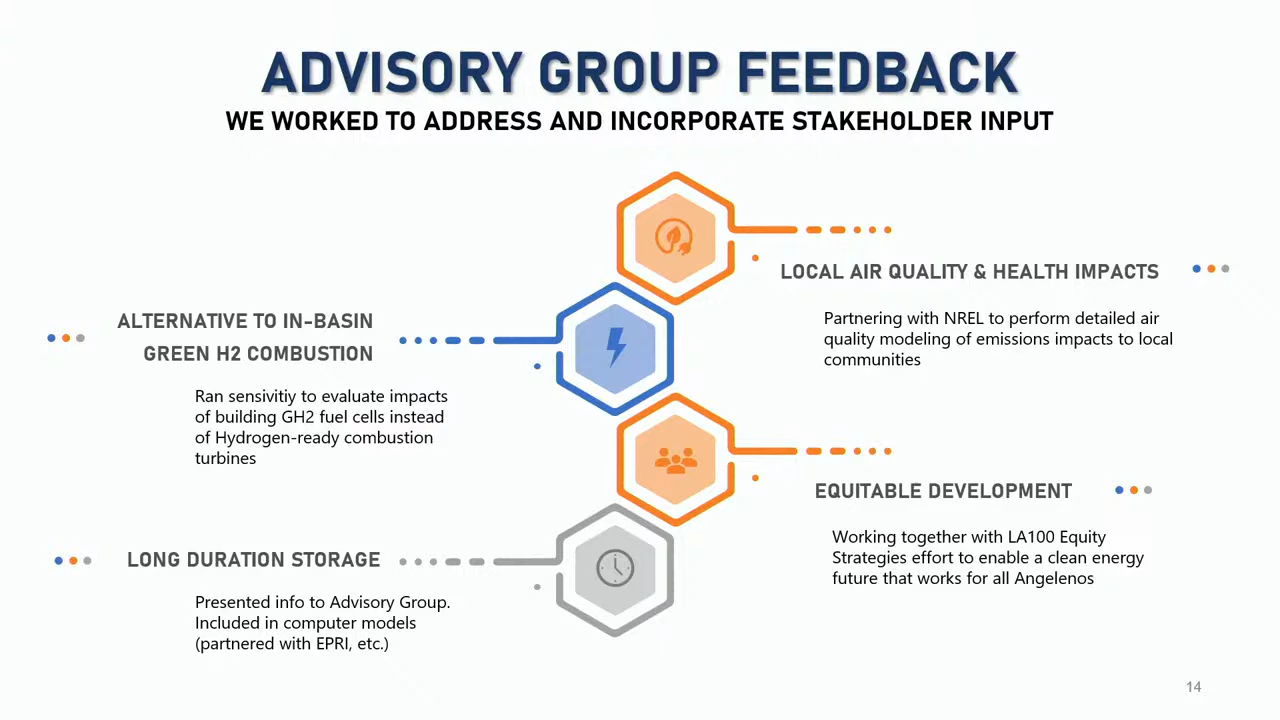 ADVISORY GROUP FEEDBACK
WE WORKED TO ADDRESS AND INCORPORATE STAKEHOLDER INPUT
LOCAL AIR QUALITY & HEALTH IMPACTS
Partnering with NREL to perform detailed air
quality modeling of emissions impacts to local
communities
ALTERNATIVE TO IN-BASIN
GREEN H2 COMBUSTION
Ran sensivitiy to evaluate impacts
of building GH2 fuel cells instead
of Hydrogen-ready combustion
turbines
EQUITABLE DEVELOPMENT
Working together with LA100 Equity
Strategies effort to enable a clean energy
future that works for all Angelenos
LONG DURATION STORAGE
Presented info to Advisory Group.
Included in computer models
(partnered with EPRI, etc.)
14